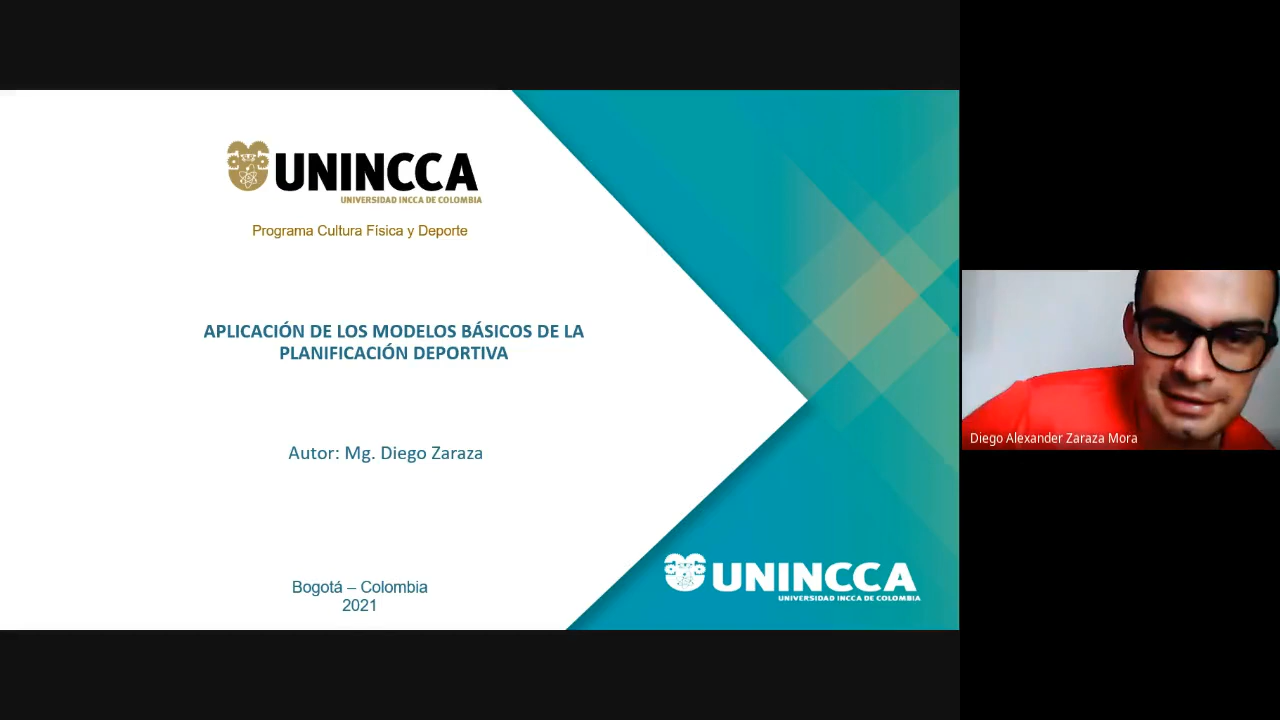 UNINCCA
UNIVERSIDAD INCCA DE COLOMBIA
Programa Cultura Física y Deporte
APLICACIÓN DE LOS MODELOS BÁSICOS DE LA
PLANIFICACIÓN DEPORTIVA
Autor: Mg. Diego Zaraza
Bogotá – Colombia
2021
UNINCCA
UNIVERSIDAD INCCA DE COLOMBIA
Diego Alexander Zaraza Mora